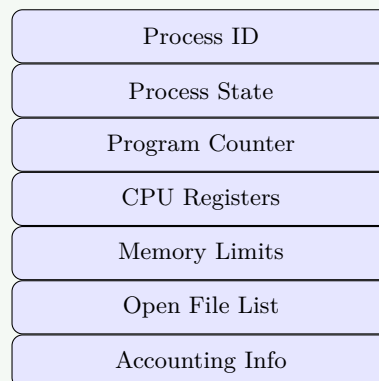 Process ID
Process State
Program Counter
CPU Registers
Memory Limits
Open File List
Accounting Info